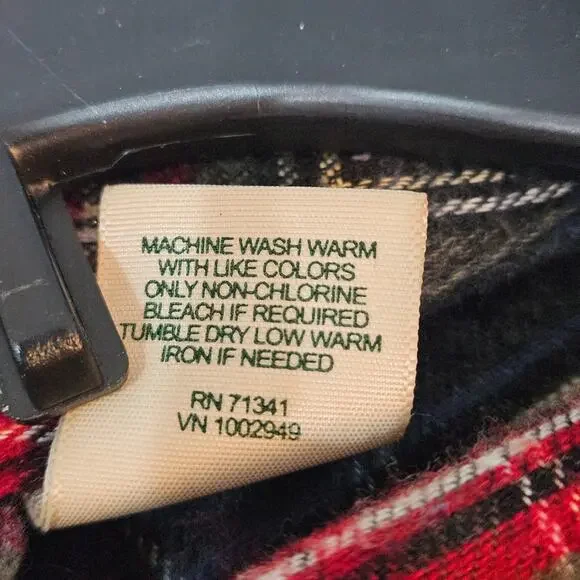 MACHINE WASH WARM
WITH LIKE COLORS
ONLY NON-CHLORINE
BLEACH IF REQUIRED
TUMBLE DRY LOW WARM
IRON IF NEEDED
RN 71341
VN 1002949